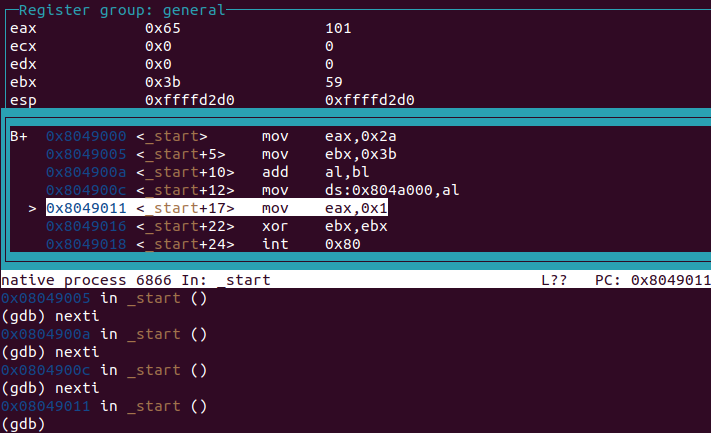 Register group: general
eax 0x65 101
ecx 0x0 0
edx 0x0 0
ebx 0x3b 59
esp 0xffffd2d0 0xffffd2d0
B+ 0x8049000 <_start> mov eax,0x2a
0x8049005 <_start+5> mov ebx,0x3b
0x804900a <_start+10> add al,bl
0x804900c <_start+12> mov ds:0x804a000,al
> 0x8049011 <_start+17> mov eax,0x1
0x8049016 <_start+22> xor ebx,ebx
0x8049018 <_start+24> int 0x80
native process 6866 In: _start L?? PC: 0x8049011
0x08049005 in _start ()
(gdb) nexti
0x0804900a in _start ()
(gdb) nexti
0x0804900c in _start ()
(gdb) nexti
0x08049011 in _start ()
(gdb)